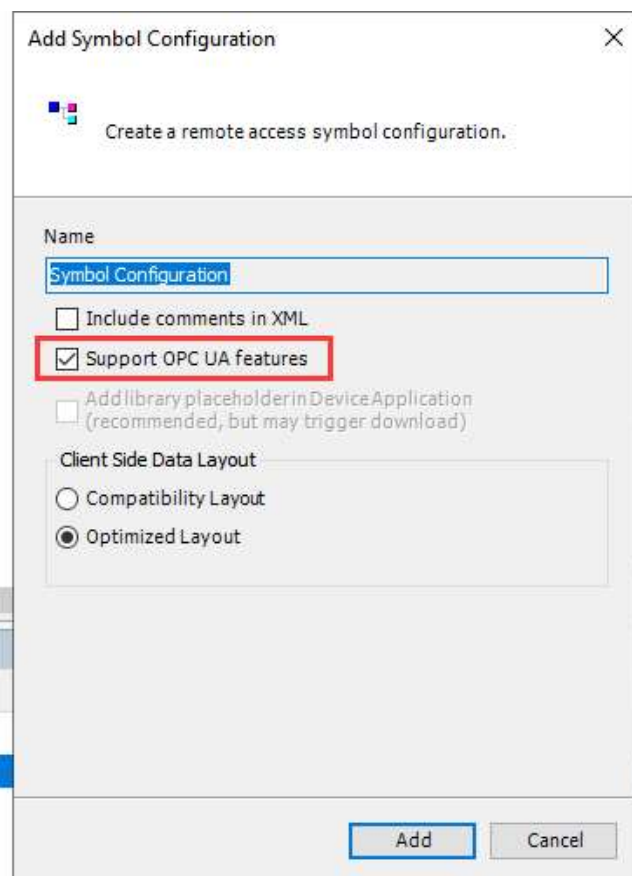 Add Symbol Configuration
Create a remote access symbol configuration.
Name
Symbol Configuration
Include comments in XML
Support OPC UA features
Add library placeholder in Device Application
(recommended, but may trigger download)
Client Side Data Layout
Compatibility Layout
Optimized Layout
Add
Cancel